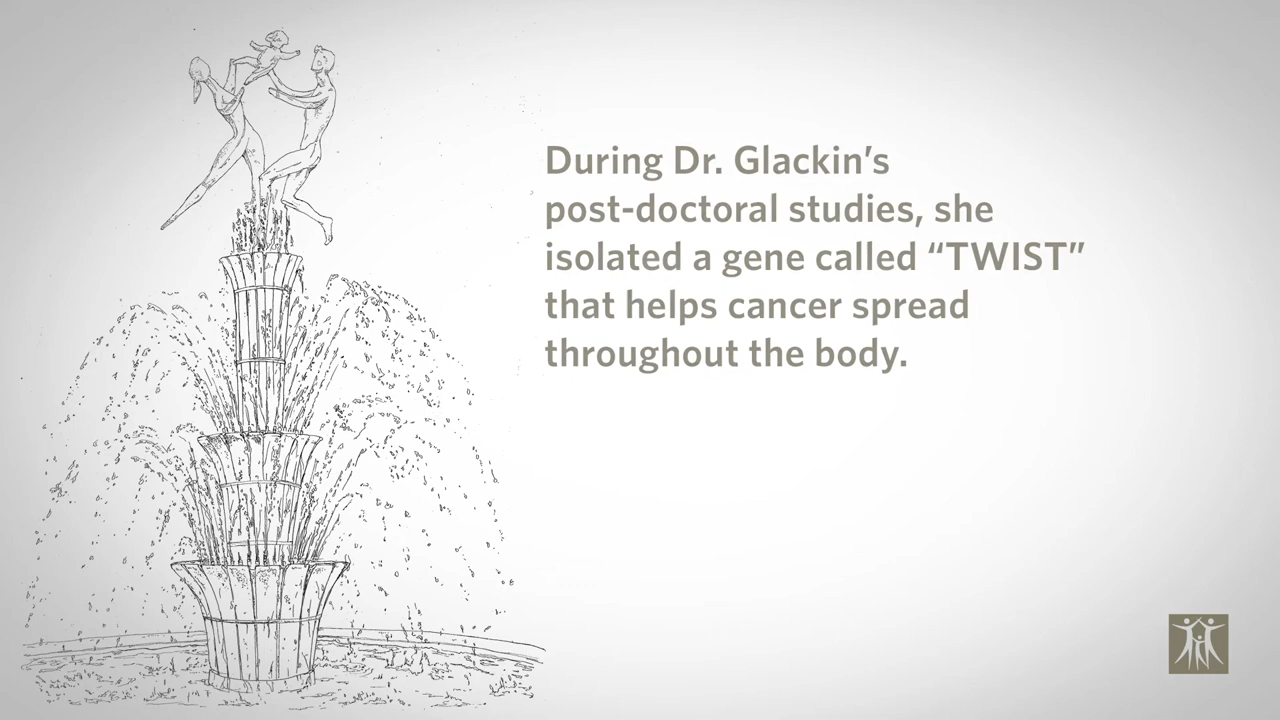 During Dr. Glackin’s
post-doctoral studies, she
isolated a gene called “TWIST”
that helps cancer spread
throughout the body.